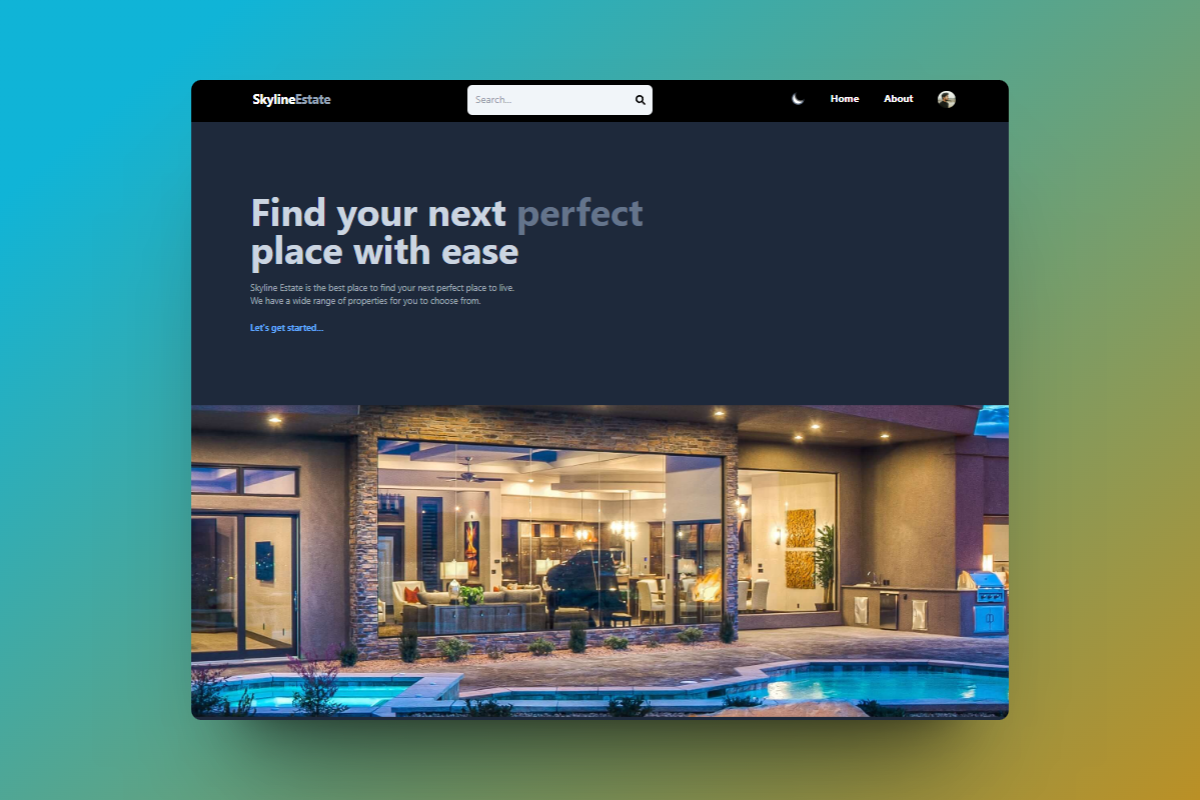 SkylineEstate
Search...
Home
About
Find your next perfect
place with ease
Skyline Estate is the best place to find your next perfect place to live.
We have a wide range of properties for you to choose from.
Let's get started...